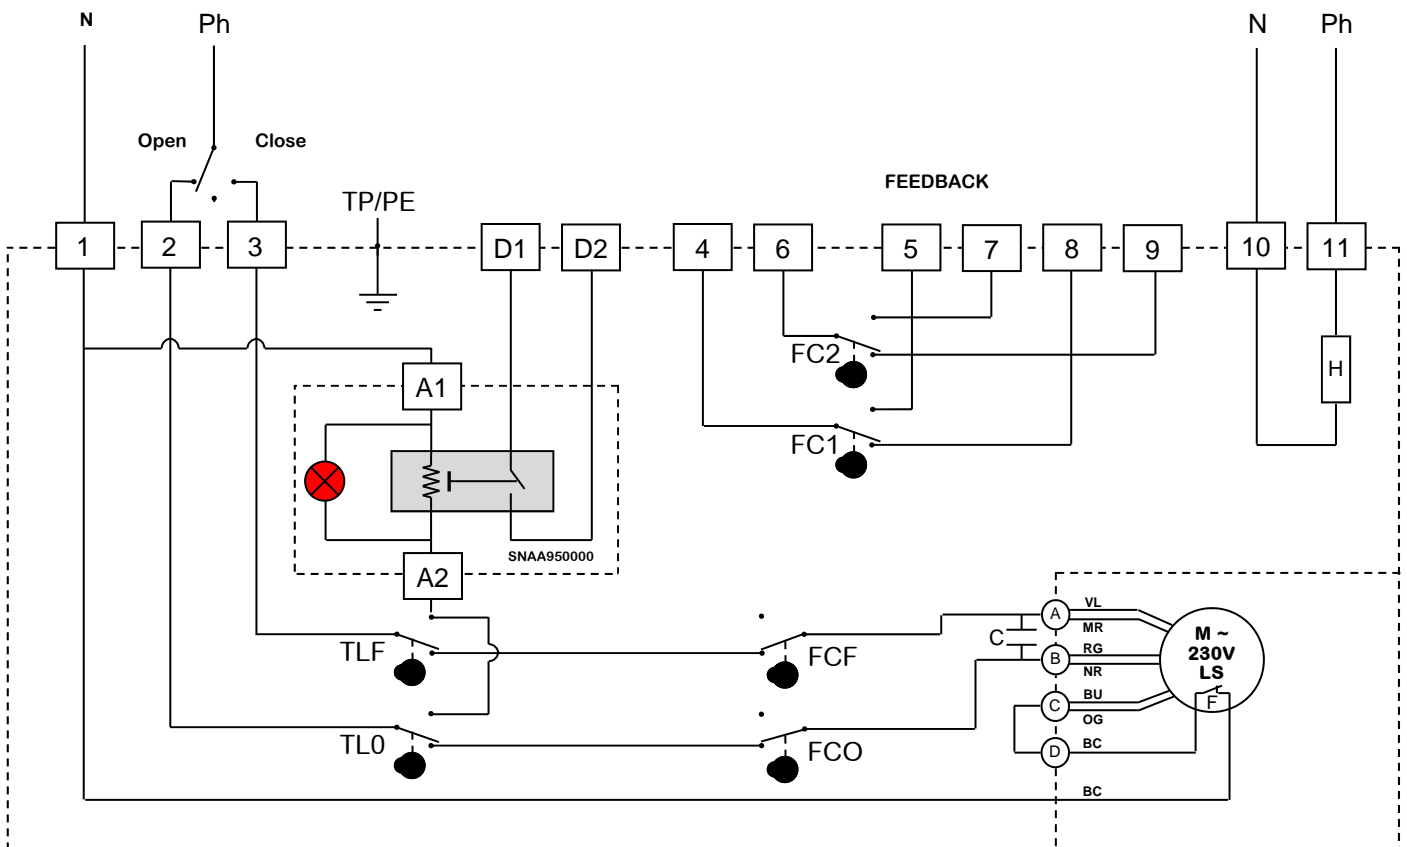 N Ph N Ph
Open Close
TP/PE
FEEDBACK
1 2 3 D1 D2 4 6 5 7 8 9 10 11
FC2
H
A1
FC1
SNAA950000
A2
A VL
MR
C
M ~
230V
LS
TLF FCF
B RG
NR
F
C BU
OG
TL0 FCO
D BC
BC